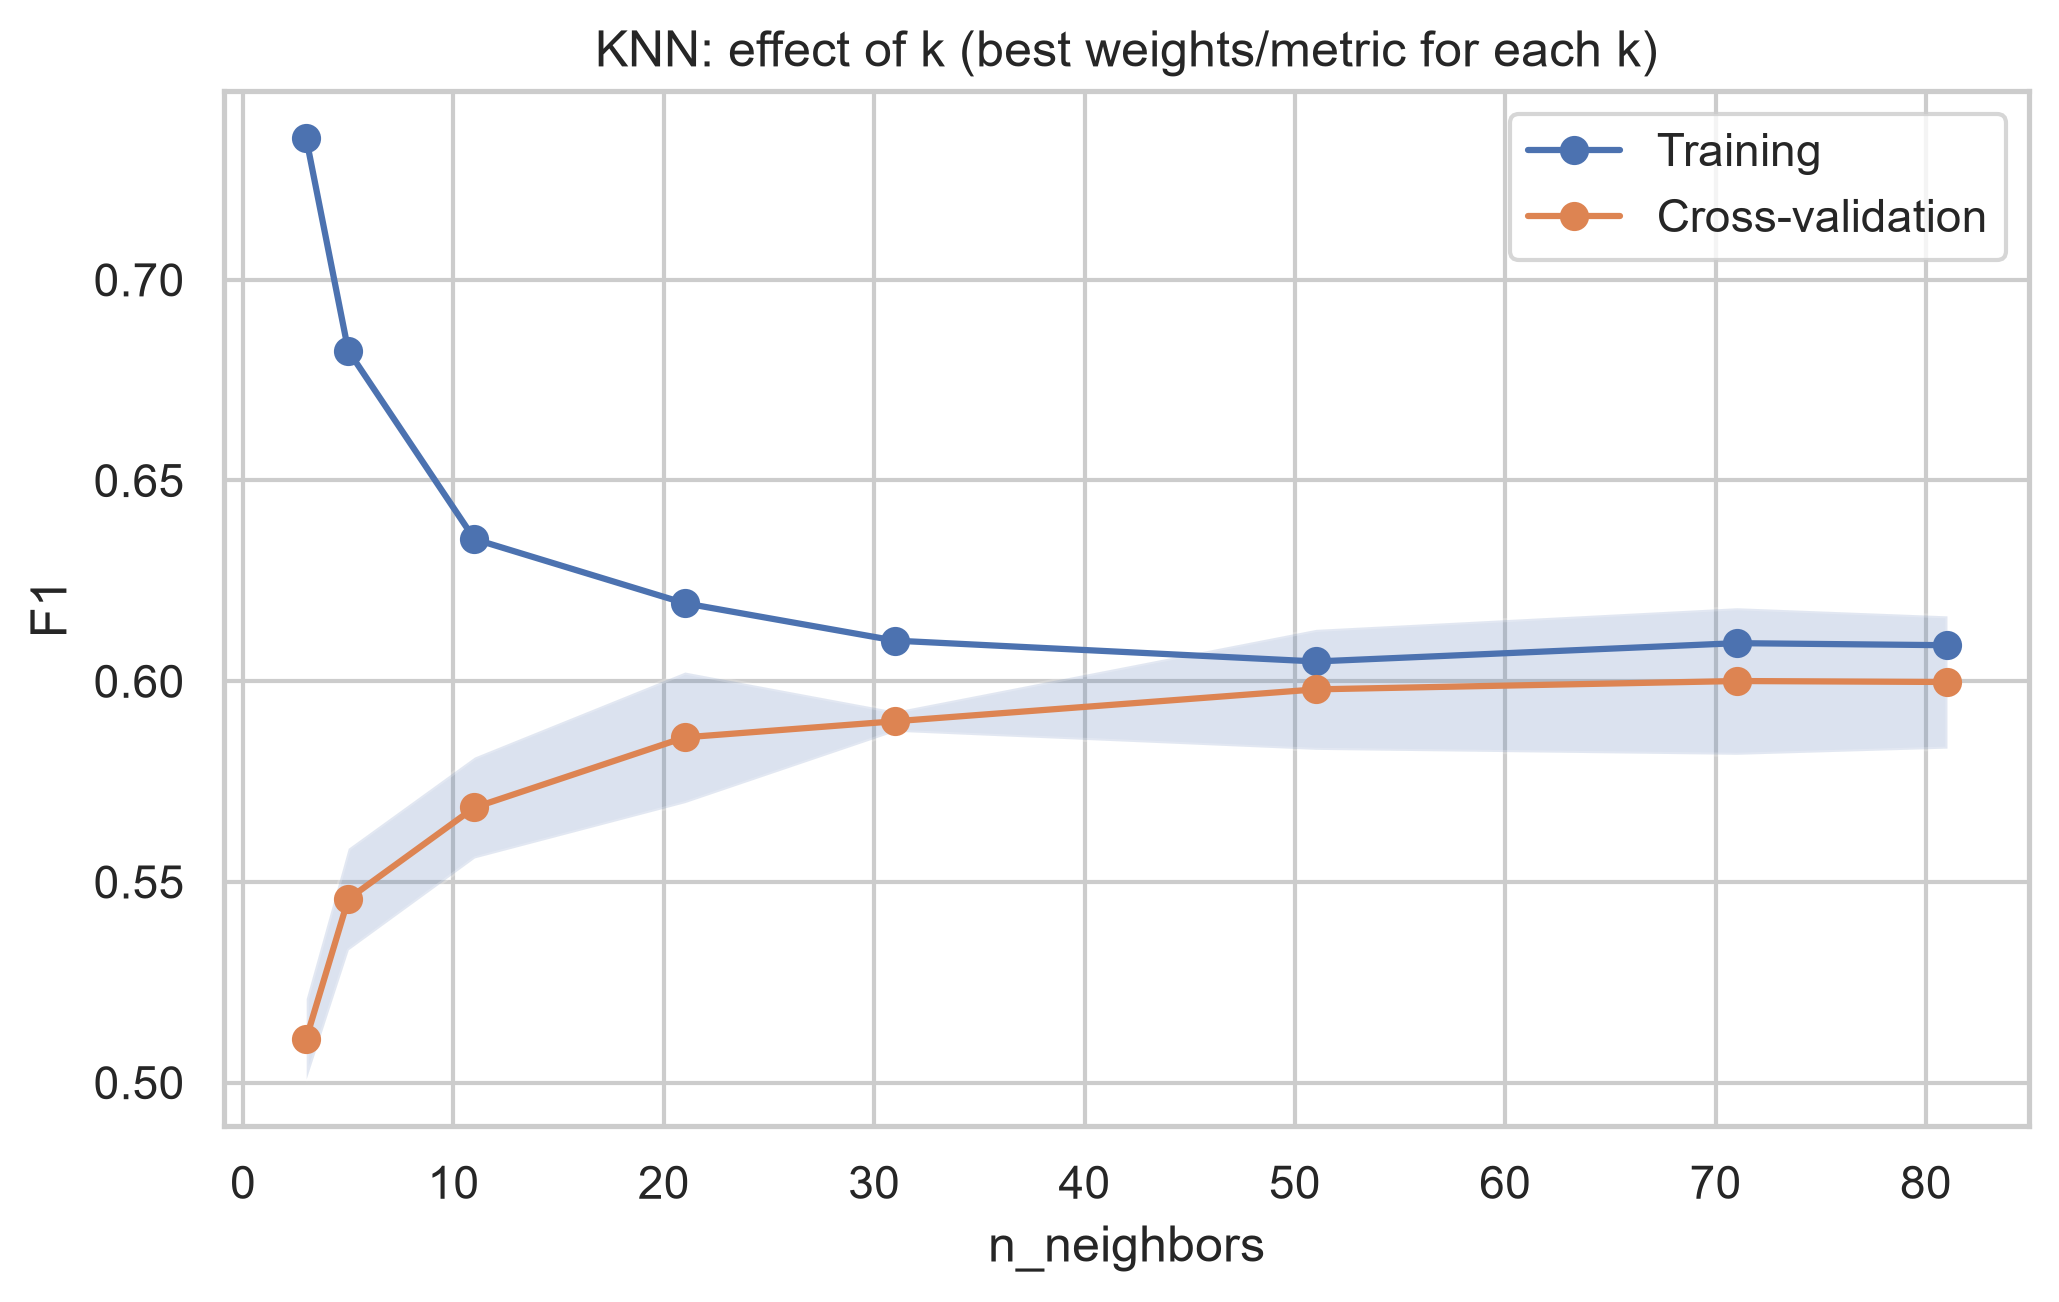 KNN: effect of k (best weights/metric for each k)
Training
Cross-validation
0.70
0.65
0.60
0.55
0.50
F1
0 10 20 30 40 50 60 70 80
n_neighbors